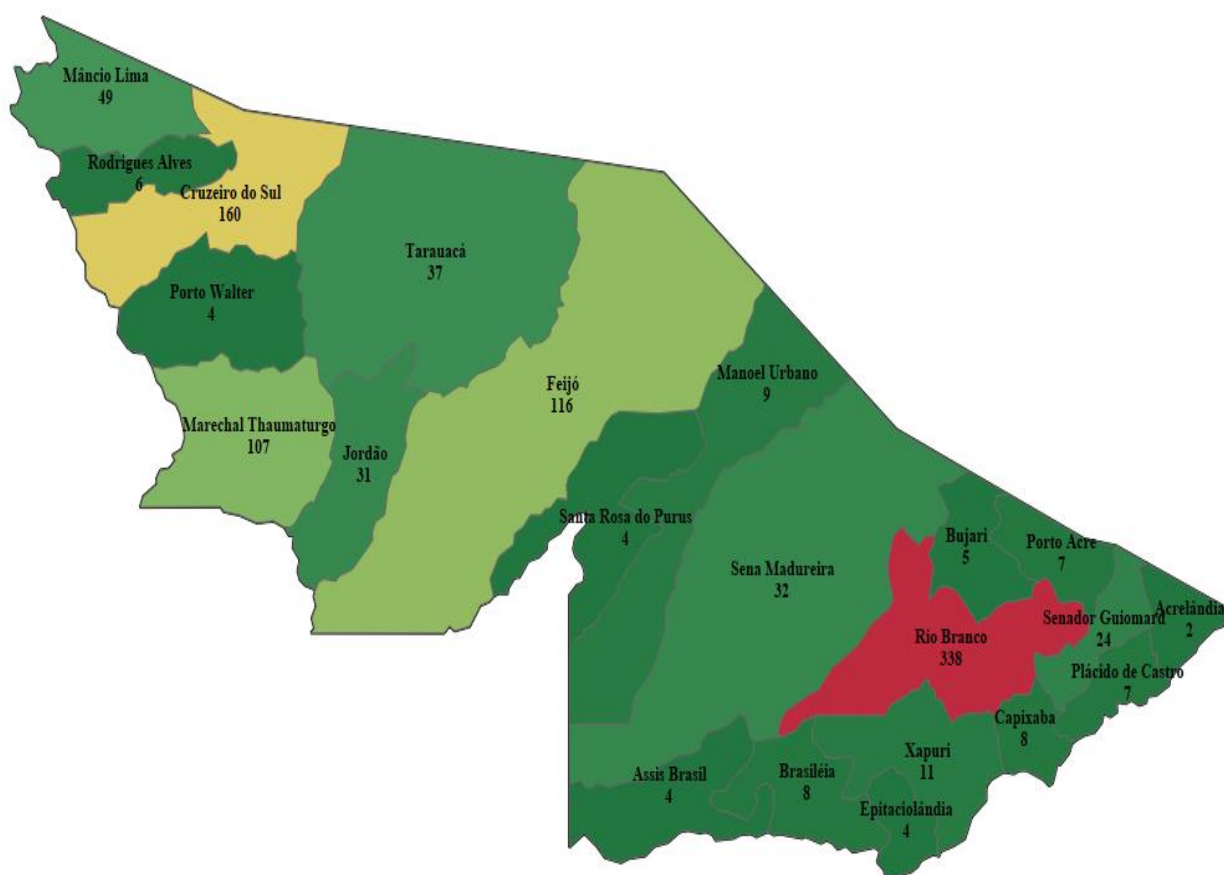 Mâncio Lima
49
Rodrigues Alves
6
Cruzeiro do Sul
160
Tarauacá
37
Porto Walter
4
Feijó
116
Manoel Urbano
9
Marechal Thaumaturgo
107
Jordão
31
Santa Rosa do Purus
4
Sena Madureira
32
Bujari
5
Porto Acre
7
Rio Branco
338
Senador Guiomard
24
Acrelândia
2
Plácido de Castro
7
Capixaba
8
Xapuri
11
Assis Brasil
4
Brasiléia
8
Epitaciolândia
4